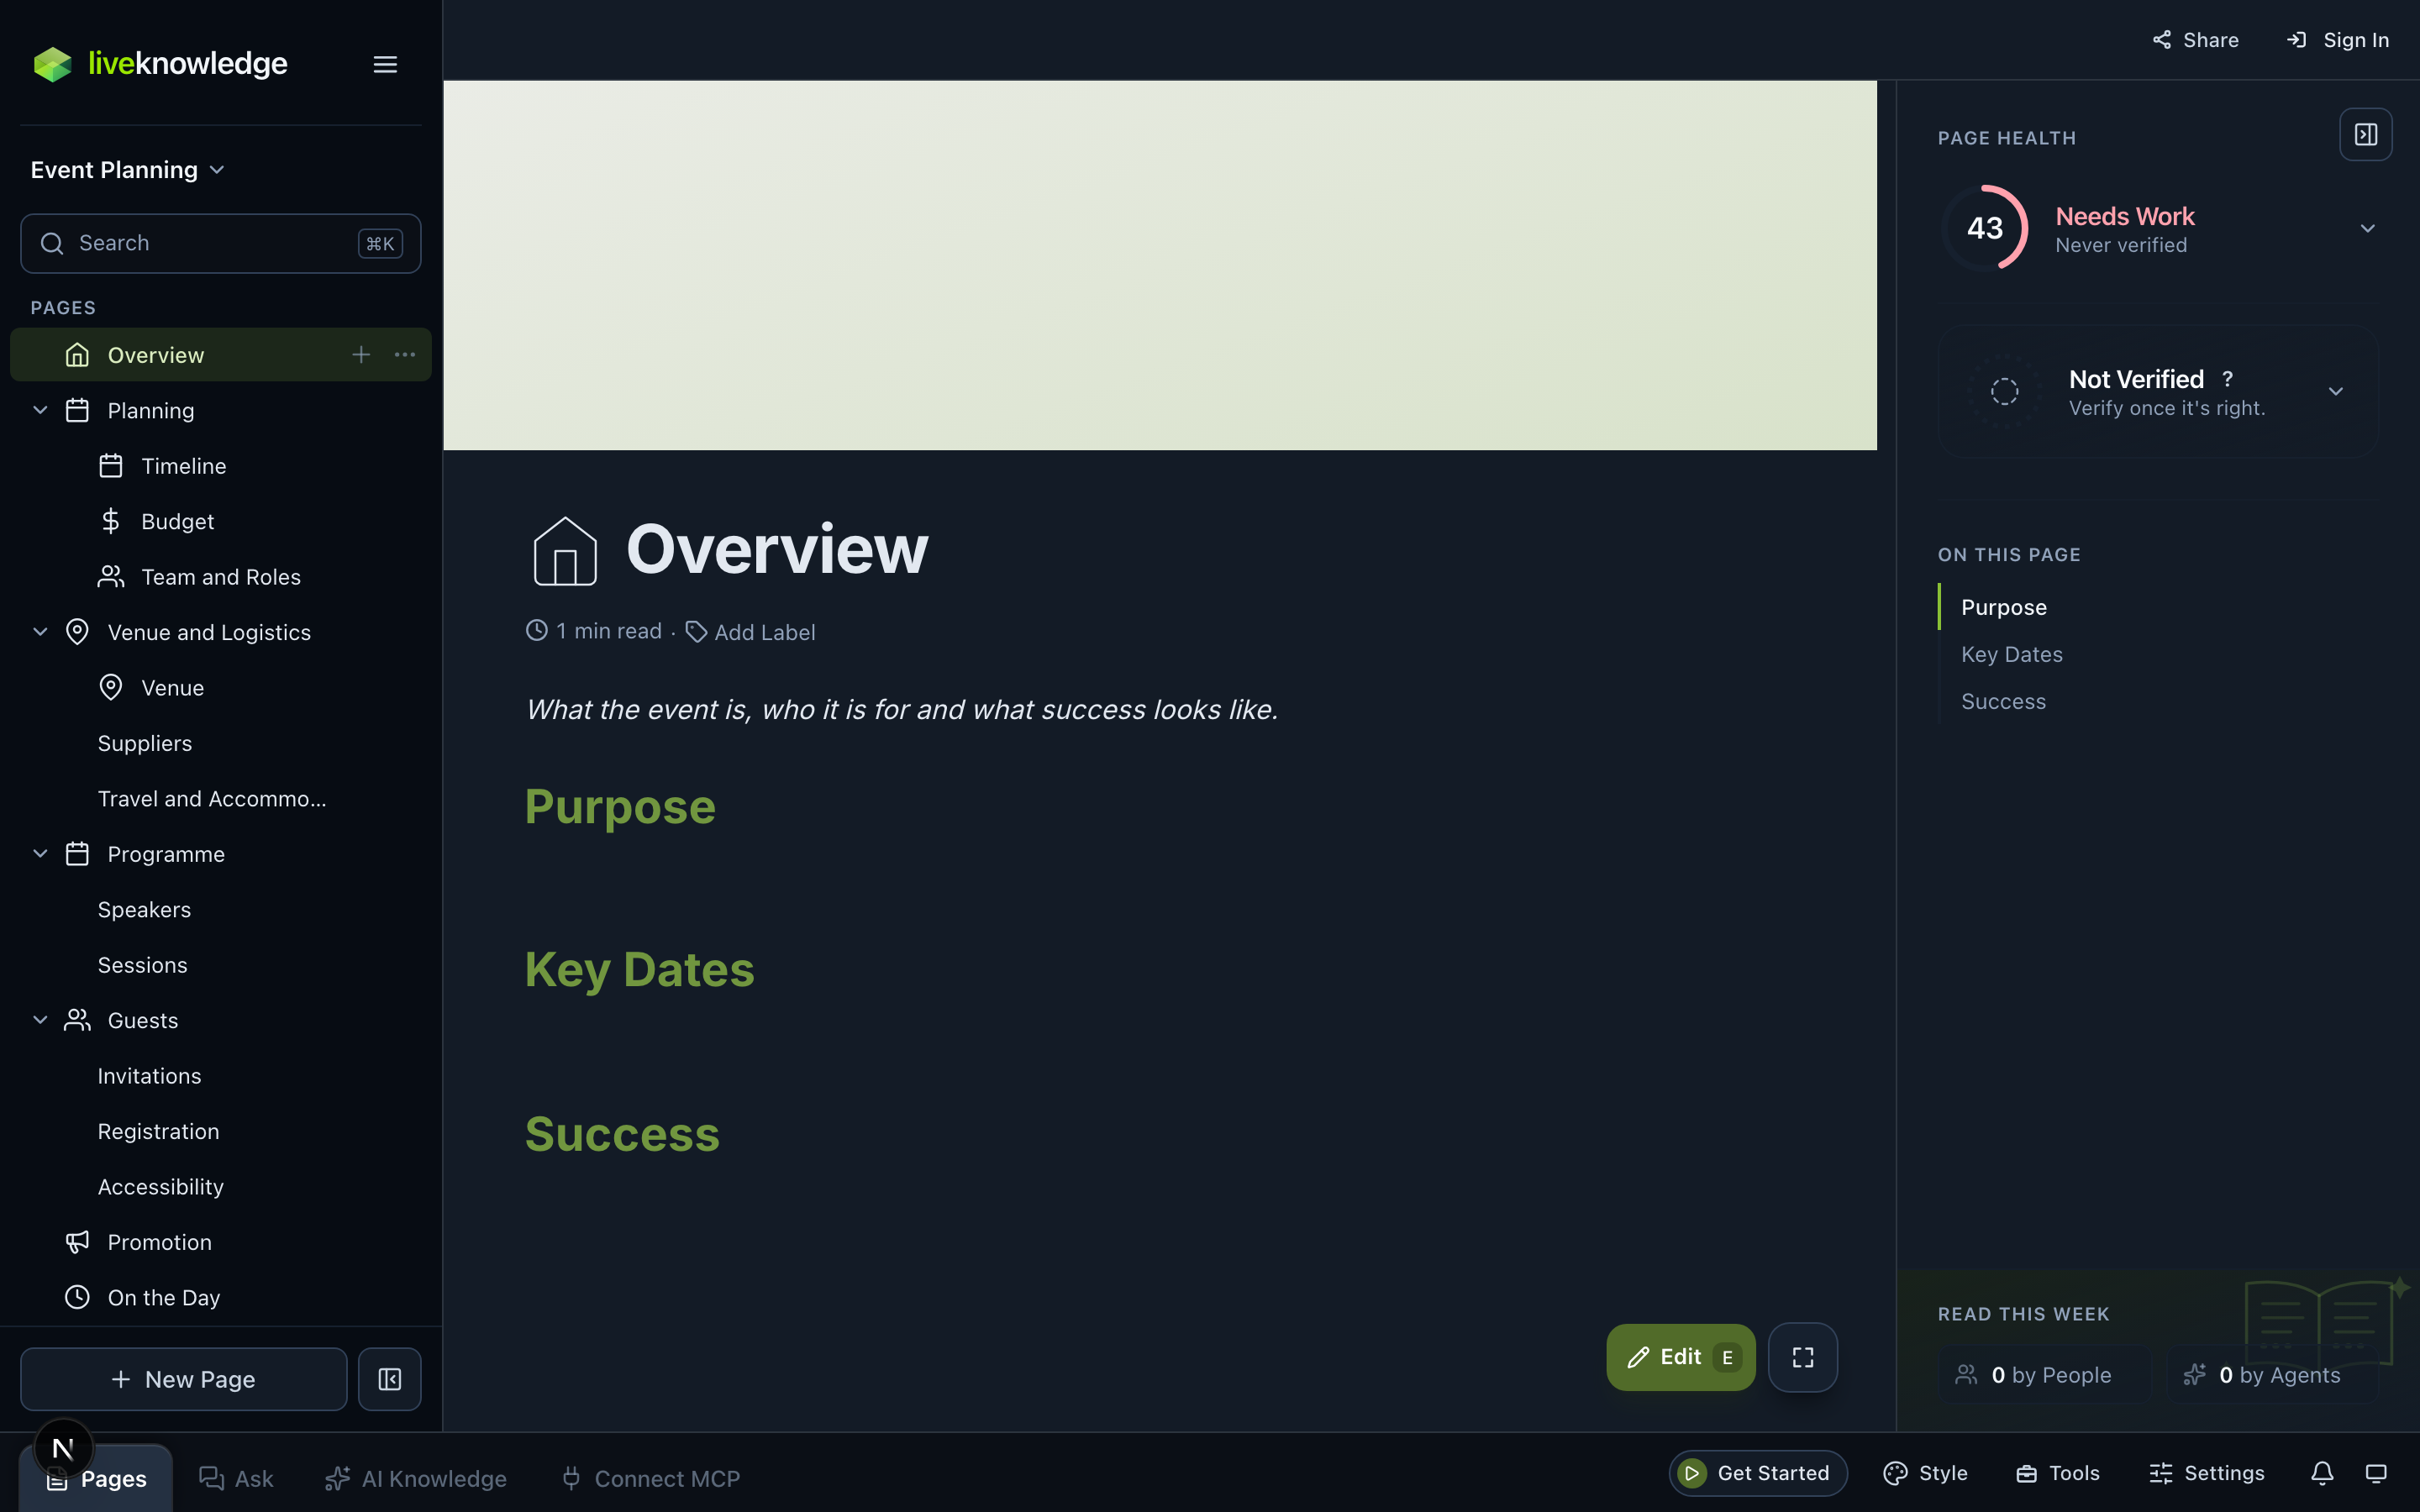 liveknowledge
Share
Sign In
Event Planning
Search
⌘K
PAGES
Overview
Planning
Timeline
Budget
Team and Roles
Venue and Logistics
Venue
Suppliers
Travel and Accommo...
Programme
Speakers
Sessions
Guests
Invitations
Registration
Accessibility
Promotion
On the Day
New Page
Overview
1 min read · Add Label
What the event is, who it is for and what success looks like.
Purpose
Key Dates
Success
Edit E
PAGE HEALTH
43
Needs Work
Never verified
Not Verified ?
Verify once it's right.
ON THIS PAGE
Purpose
Key Dates
Success
READ THIS WEEK
0 by People
0 by Agents
N
Pages
Ask
AI Knowledge
Connect MCP
Get Started
Style
Tools
Settings